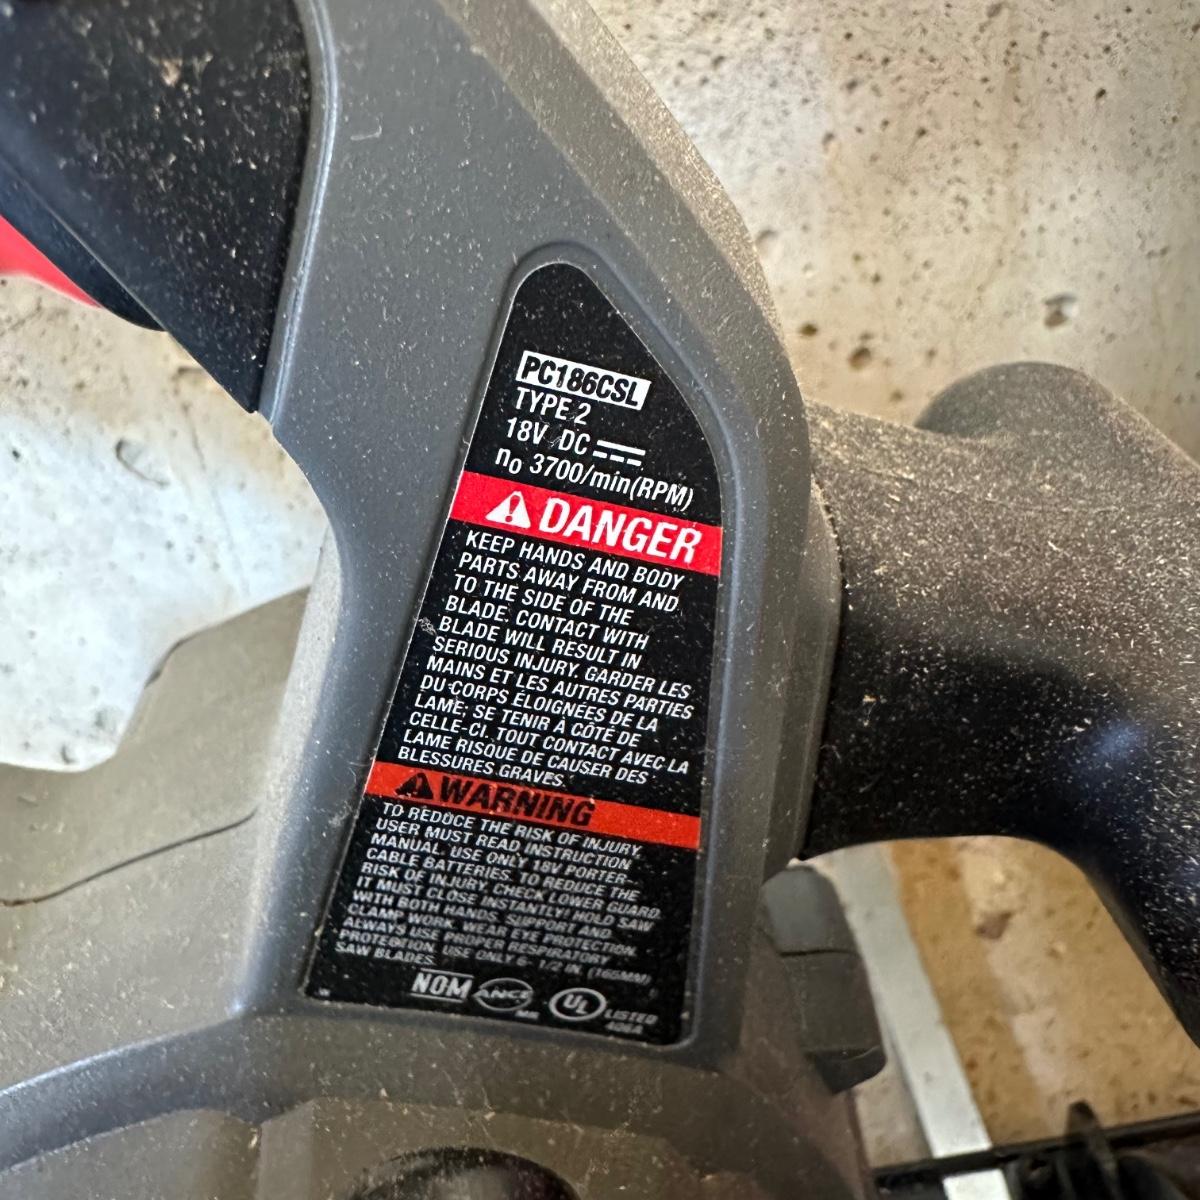 PC186CSL
TYPE 2
18V DC
no 3700/min(RPM)
DANGER
KEEP HANDS AND BODY
PARTS AWAY FROM AND
TO THE SIDE OF THE
BLADE. CONTACT WITH
BLADE WILL RESULT IN
SERIOUS INJURY. GARDER LES
MAINS ET LES AUTRES PARTIES
DU CORPS ÉLOIGNÉES DE LA
LAME; SE TENIR À CÔTÉ DE
CELLE-CI. TOUT CONTACT AVEC LA
LAME RISQUE DE CAUSER DES
BLESSURES GRAVES.
WARNING
TO REDUCE THE RISK OF INJURY,
USER MUST READ INSTRUCTION
MANUAL. USE ONLY 18V PORTER-
CABLE BATTERIES. TO REDUCE THE
RISK OF INJURY, CHECK LOWER GUARD.
IT MUST CLOSE INSTANTLY! HOLD SAW
WITH BOTH HANDS. SUPPORT AND
CLAMP WORK. WEAR EYE PROTECTION.
ALWAYS USE PROPER RESPIRATORY
PROTECTION. USE ONLY 6- 1/2 IN (165MM)
SAW BLADES.
NOM ANCE UL LISTED